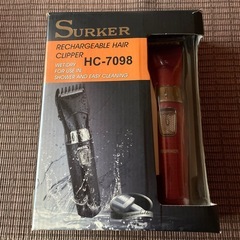 SURKER
RECHARGEABLE HAIR
CLIPPER HC-7098
WET/DRY
FOR USE IN
SHOWER AND EASY CLEANING